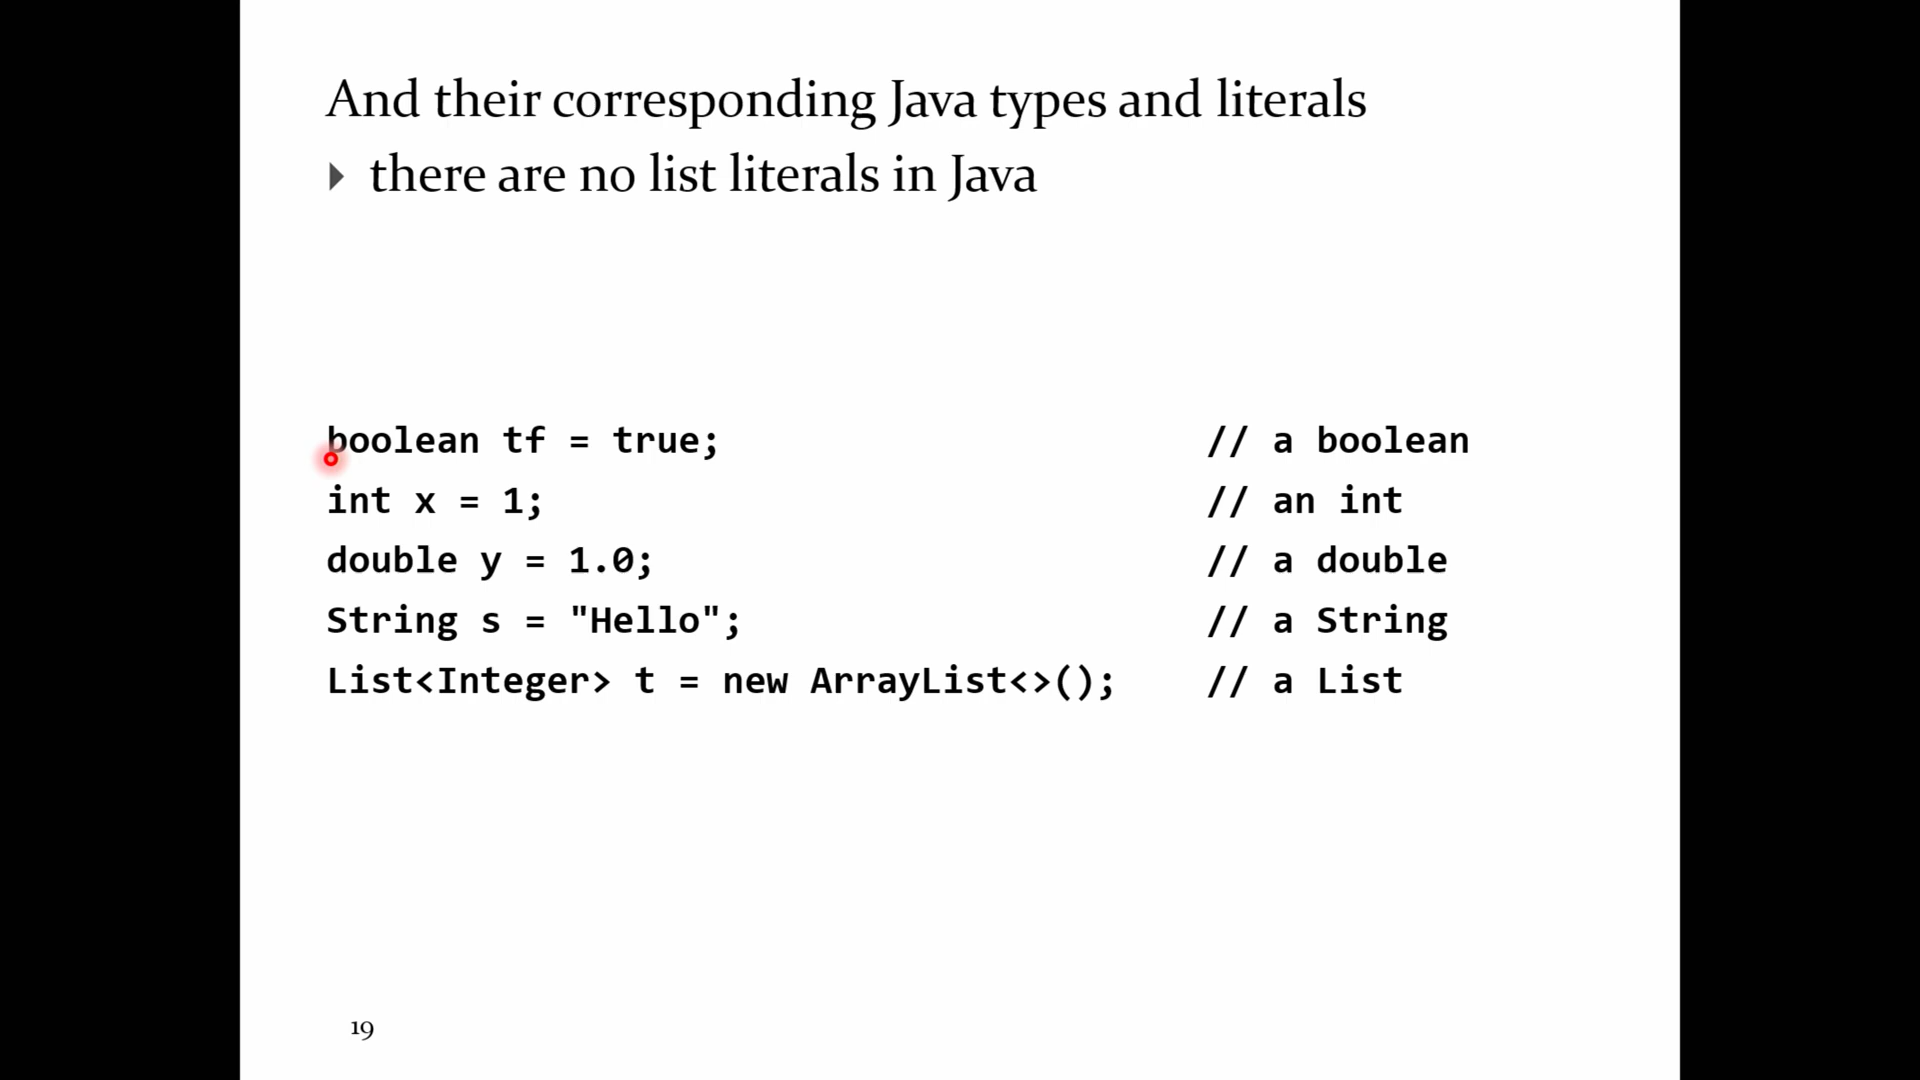 And their corresponding Java types and literals
there are no list literals in Java
boolean tf = true; // a boolean
int x = 1; // an int
double y = 1.0; // a double
String s = "Hello"; // a String
List<Integer> t = new ArrayList<>(); // a List
19